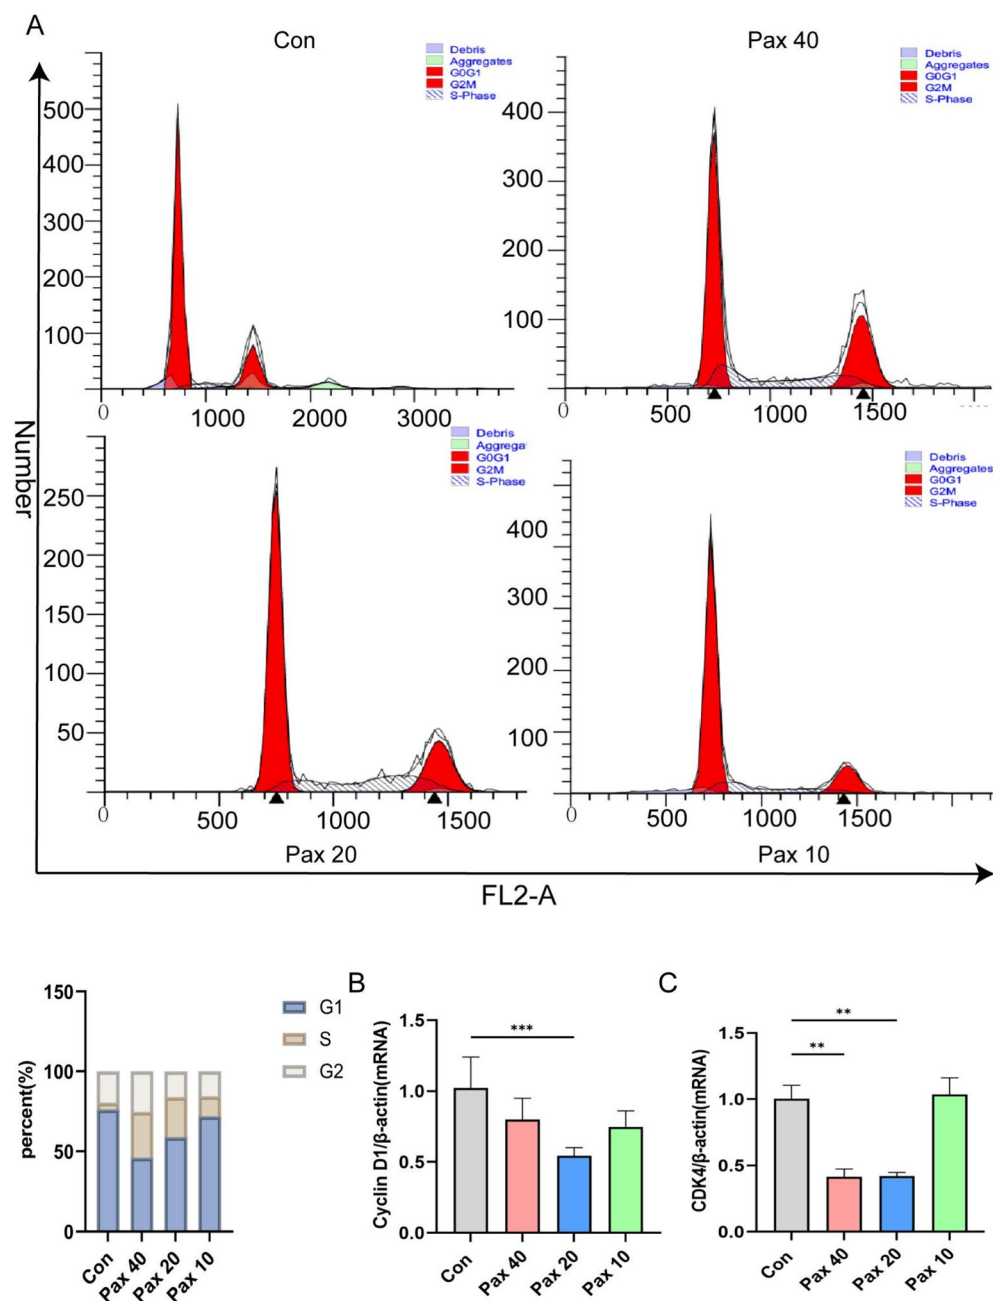 A
Con
Debris
Aggregates
G0G1
G2M
S-Phase
500
400
300
200
100
0 1000 2000 3000
Pax 40
Debris
Aggregates
G0G1
G2M
S-Phase
400
300
200
100
0 500 1000 1500
Number
Debris
Aggregat
G0G1
G2M
S-Phase
250
200
150
100
50
0 500 1000 1500
Pax 20
Debris
Aggregates
G0G1
G2M
S-Phase
400
300
200
100
0 500 1000 1500
Pax 10
FL2-A
percent(%)
150
100
50
0
Con Pax 40 Pax 20 Pax 10
G1
S
G2
B
Cyclin D1/β-actin(mRNA)
1.5
1.0
0.5
0.0
***
Con Pax 40 Pax 20 Pax 10
C
CDK4/β-actin(mRNA)
1.5
1.0
0.5
0.0
**
**
Con Pax 40 Pax 20 Pax 10